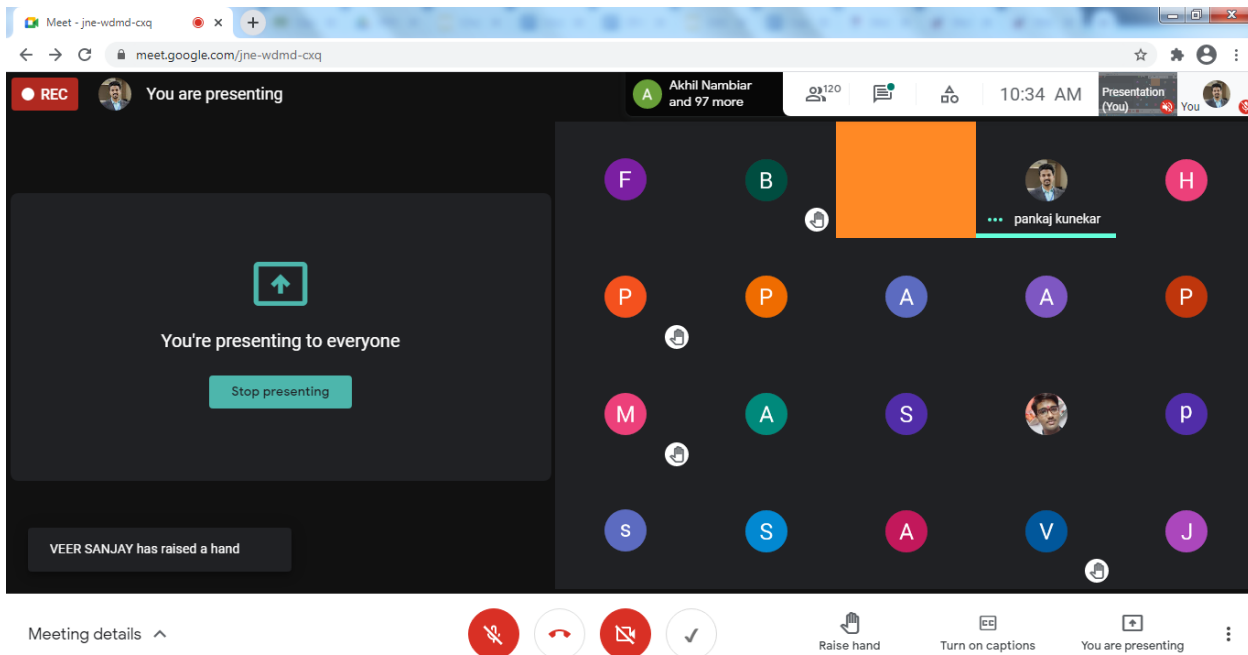 Meet - jne-wdmd-cxq
meet.google.com/jne-wdmd-cxq
REC
You are presenting
A
Akhil Nambiar
and 97 more
120
10:34 AM
Presentation
(You)
You
F
B
pankaj kunekar
H
You're presenting to everyone
Stop presenting
P
P
A
A
P
M
A
S
p
VEER SANJAY has raised a hand
s
S
A
V
J
Meeting details
CC
Raise hand
Turn on captions
You are presenting